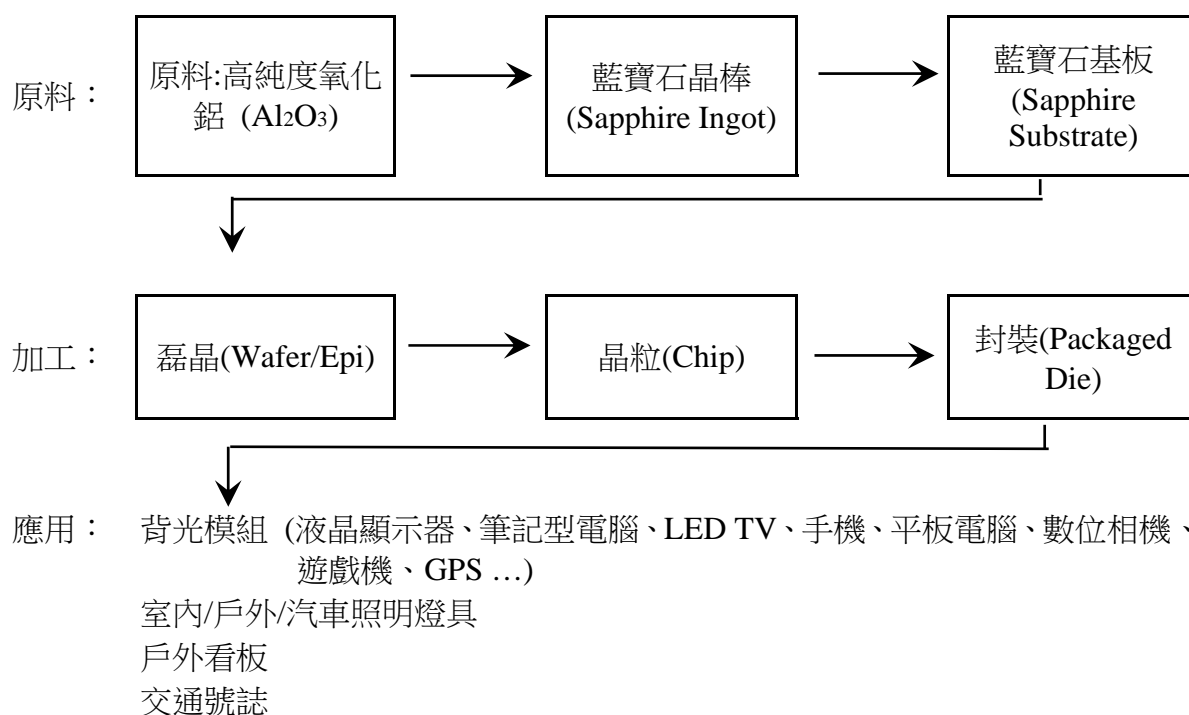 原料：
原料:高純度氧化
鋁 (Al2O3)
藍寶石晶棒
(Sapphire Ingot)
藍寶石基板
(Sapphire
Substrate)
加工：
磊晶(Wafer/Epi)
晶粒(Chip)
封裝(Packaged
Die)
應用： 背光模組 (液晶顯示器、筆記型電腦、LED TV、手機、平板電腦、數位相機、
遊戲機、GPS …)
室內/戶外/汽車照明燈具
戶外看板
交通號誌